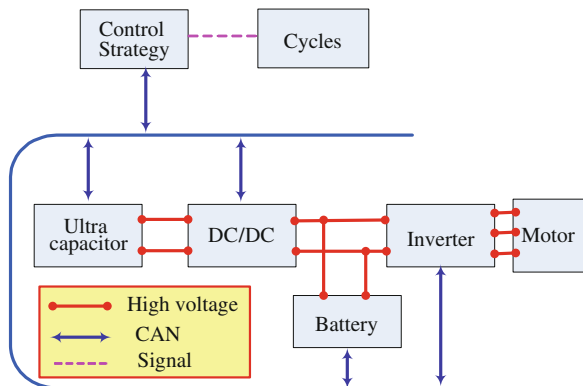 Control
Strategy
Cycles
Ultra
capacitor
DC/DC
Inverter
Motor
Battery
High voltage
CAN
Signal